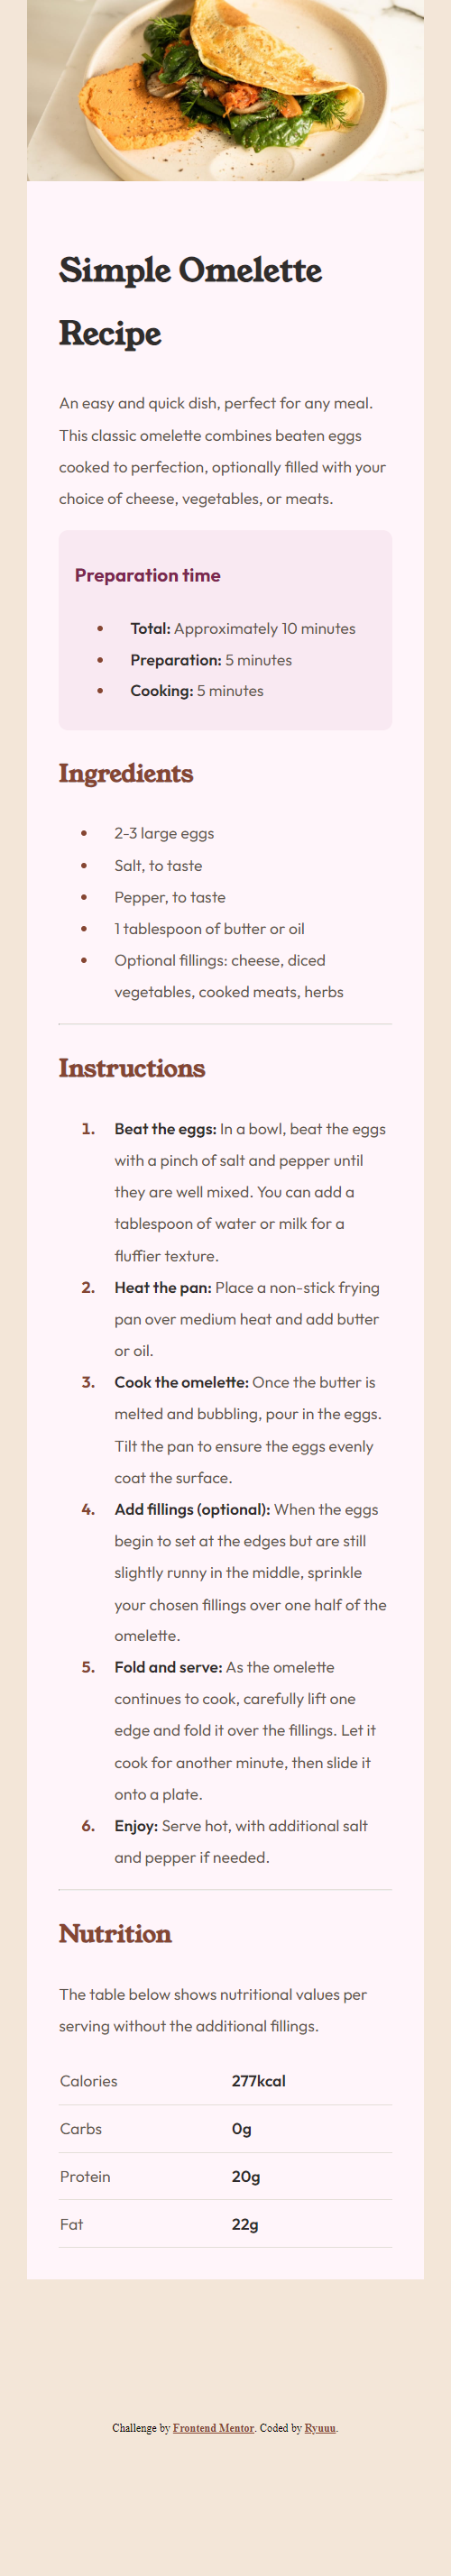 Simple Omelette
Recipe
An easy and quick dish, perfect for any meal.
This classic omelette combines beaten eggs
cooked to perfection, optionally filled with your
choice of cheese, vegetables, or meats.
Preparation time
• Total: Approximately 10 minutes
• Preparation: 5 minutes
• Cooking: 5 minutes
Ingredients
• 2-3 large eggs
• Salt, to taste
• Pepper, to taste
• 1 tablespoon of butter or oil
• Optional fillings: cheese, diced
vegetables, cooked meats, herbs
Instructions
1. Beat the eggs: In a bowl, beat the eggs
with a pinch of salt and pepper until
they are well mixed. You can add a
tablespoon of water or milk for a
fluffier texture.
2. Heat the pan: Place a non-stick frying
pan over medium heat and add butter
or oil.
3. Cook the omelette: Once the butter is
melted and bubbling, pour in the eggs.
Tilt the pan to ensure the eggs evenly
coat the surface.
4. Add fillings (optional): When the eggs
begin to set at the edges but are still
slightly runny in the middle, sprinkle
your chosen fillings over one half of the
omelette.
5. Fold and serve: As the omelette
continues to cook, carefully lift one
edge and fold it over the fillings. Let it
cook for another minute, then slide it
onto a plate.
6. Enjoy: Serve hot, with additional salt
and pepper if needed.
Nutrition
The table below shows nutritional values per
serving without the additional fillings.
Calories 277kcal
Carbs 0g
Protein 20g
Fat 22g
Challenge by Frontend Mentor. Coded by Ryuuu.